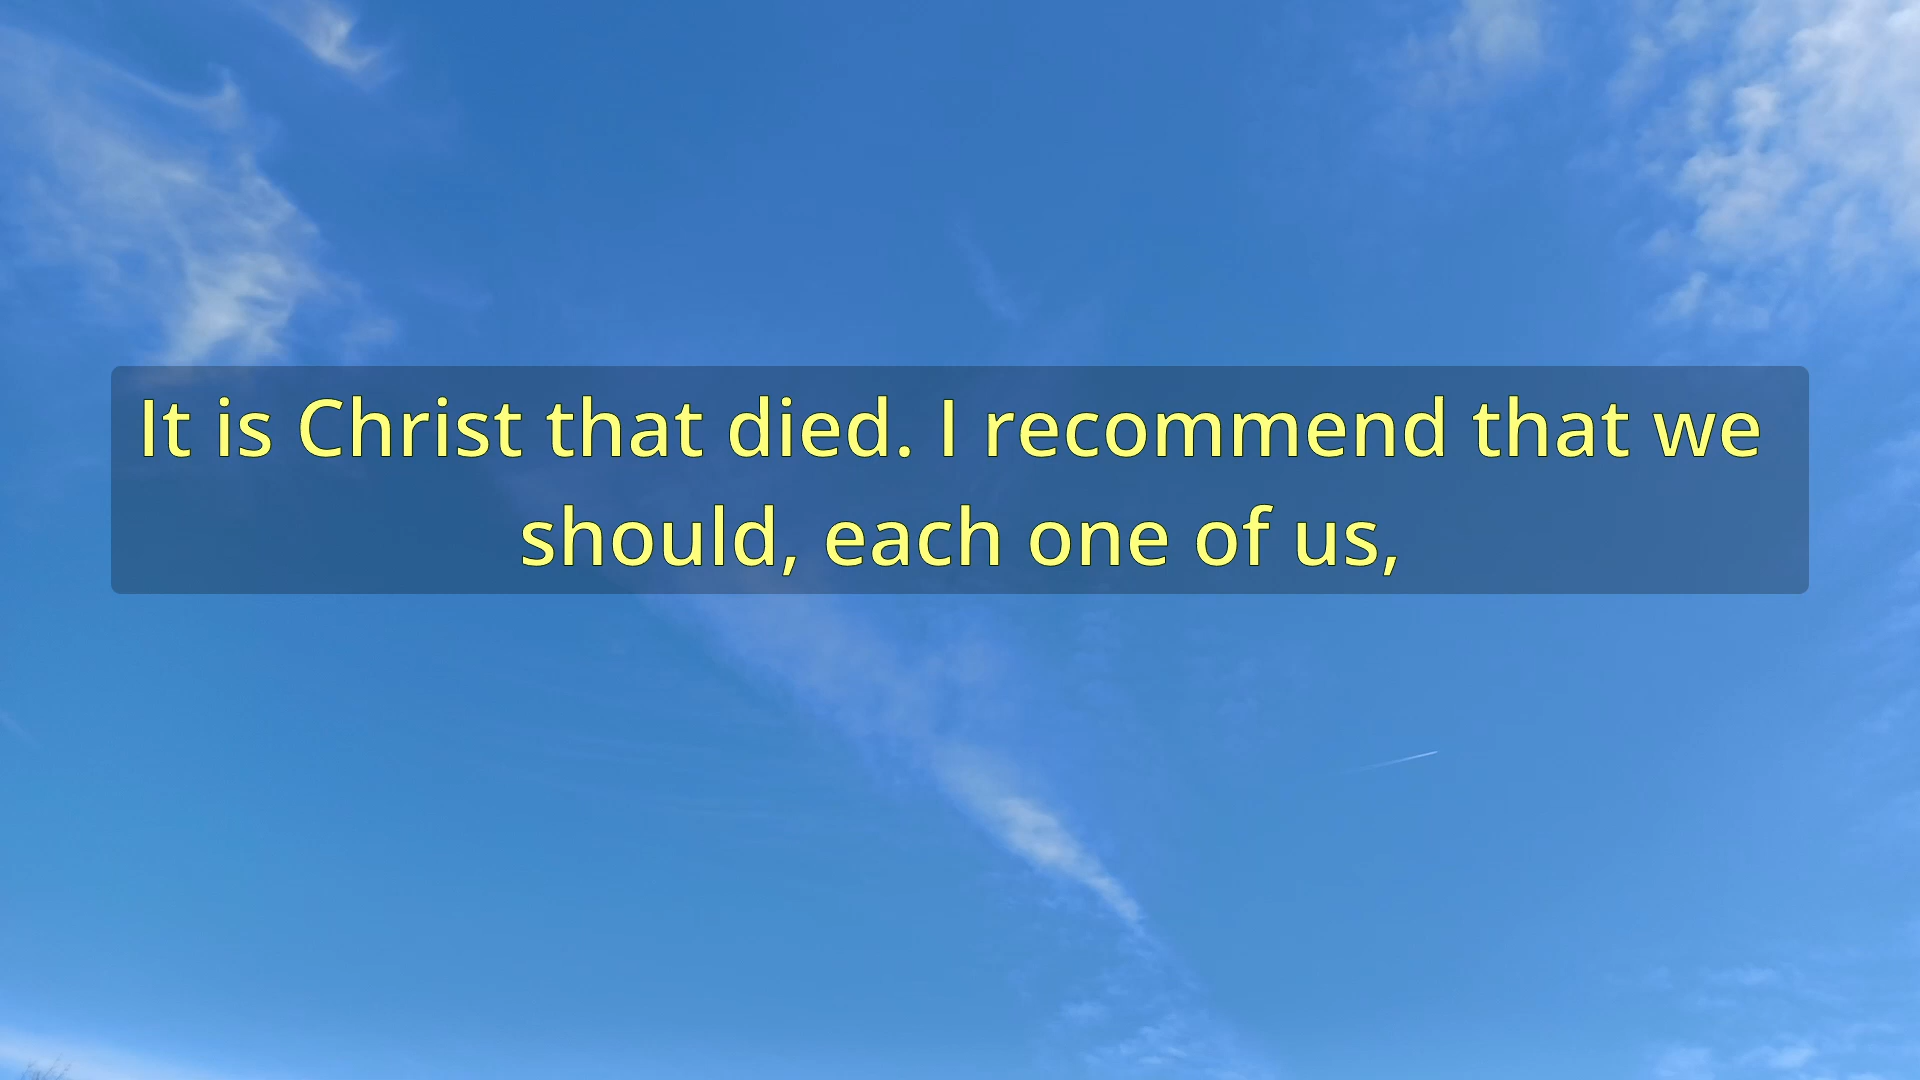 It is Christ that died. I recommend that we
should, each one of us,